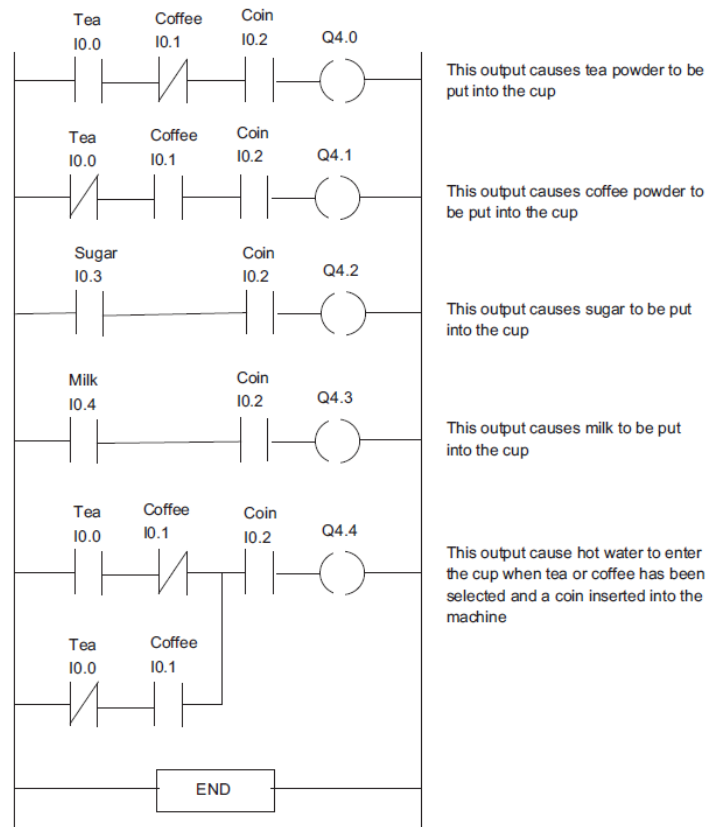 Tea Coffee Coin
I0.0 I0.1 I0.2 Q4.0
This output causes tea powder to be
put into the cup
Tea Coffee Coin
I0.0 I0.1 I0.2 Q4.1
This output causes coffee powder to
be put into the cup
Sugar Coin
I0.3 I0.2 Q4.2
This output causes sugar to be put
into the cup
Milk Coin
I0.4 I0.2 Q4.3
This output causes milk to be put
into the cup
Tea Coffee Coin
I0.0 I0.1 I0.2 Q4.4
This output cause hot water to enter
the cup when tea or coffee has been
selected and a coin inserted into the
machine
Tea Coffee
I0.0 I0.1
END